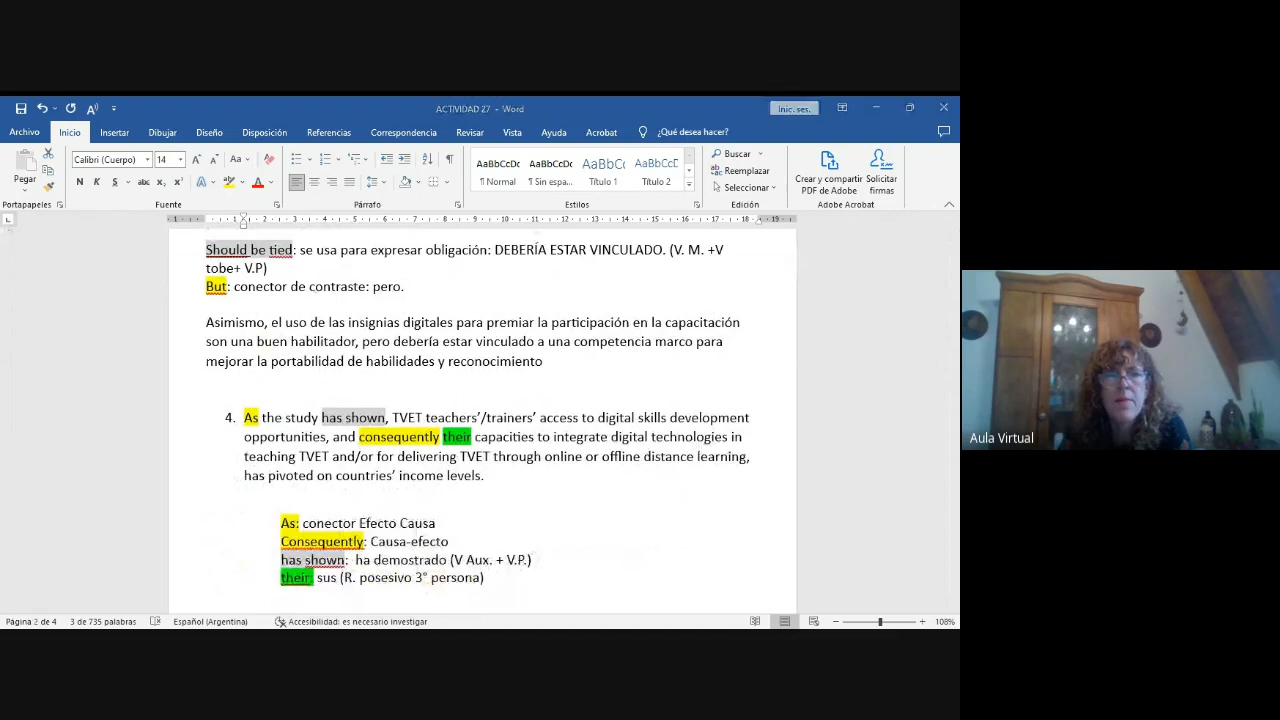 ACTIVIDAD 27 - Word
Inic. ses.
Archivo Inicio Insertar Dibujar Diseño Disposición Referencias Correspondencia Revisar Vista Ayuda Acrobat ¿Qué desea hacer?
Pegar
Calibri (Cuerpo) 14
AaBbCcDc AaBbCcDc AaBbCc AaBbCcD
¶ Normal ¶ Sin espa... Título 1 Título 2
Buscar
Reemplazar
Seleccionar
Crear y compartir PDF de Adobe
Solicitar firmas
Portapapeles Fuente Párrafo Estilos Edición Adobe Acrobat
Should be tied: se usa para expresar obligación: DEBERÍA ESTAR VINCULADO. (V. M. +V
tobe+ V.P)
But: conector de contraste: pero.
Asimismo, el uso de las insignias digitales para premiar la participación en la capacitación
son una buen habilitador, pero debería estar vinculado a una competencia marco para
mejorar la portabilidad de habilidades y reconocimiento
4. As the study has shown, TVET teachers'/trainers' access to digital skills development
opportunities, and consequently their capacities to integrate digital technologies in
teaching TVET and/or for delivering TVET through online or offline distance learning,
has pivoted on countries' income levels.
As: conector Efecto Causa
Consequently: Causa-efecto
has shown: ha demostrado (V Aux. + V.P.)
their: sus (R. posesivo 3° persona)
Página 2 de 4 3 de 735 palabras Español (Argentina) Accesibilidad: es necesario investigar 108%
Aula Virtual